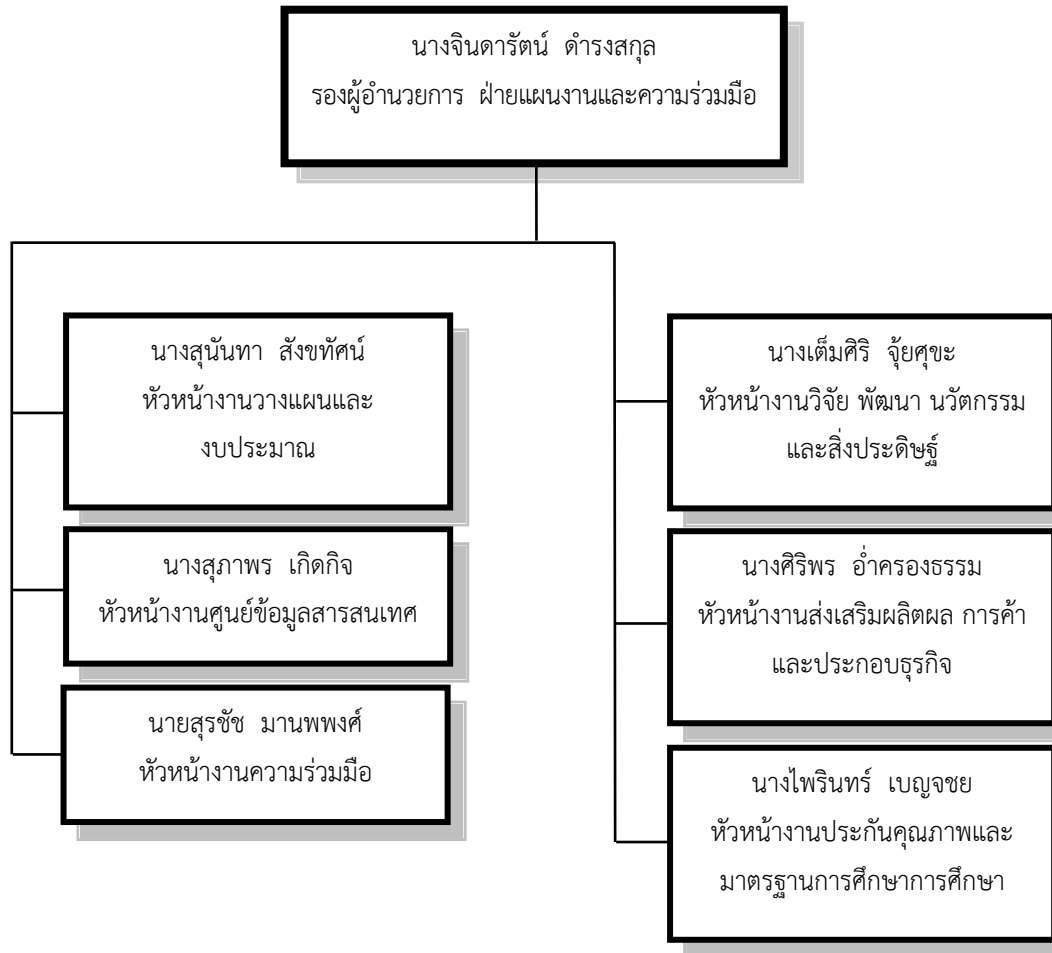 นางจินดารัตน์ ดำรงสกุล
รองผู้อำนวยการ ฝ่ายแผนงานและความร่วมมือ
นางสุนันทา สังขทัศน์
หัวหน้างานวางแผนและ
งบประมาณ
นางสุภาพร เกิดกิจ
หัวหน้างานศูนย์ข้อมูลสารสนเทศ
นายสุรชัช มานพพงศ์
หัวหน้างานความร่วมมือ
นางเต็มศิริ จุ้ยศุขะ
หัวหน้างานวิจัย พัฒนา นวัตกรรม
และสิ่งประดิษฐ์
นางศิริพร อ่ำครองธรรม
หัวหน้างานส่งเสริมผลิตผล การค้า
และประกอบธุรกิจ
นางไพรินทร์ เบญจชย
หัวหน้างานประกันคุณภาพและ
มาตรฐานการศึกษาการศึกษา